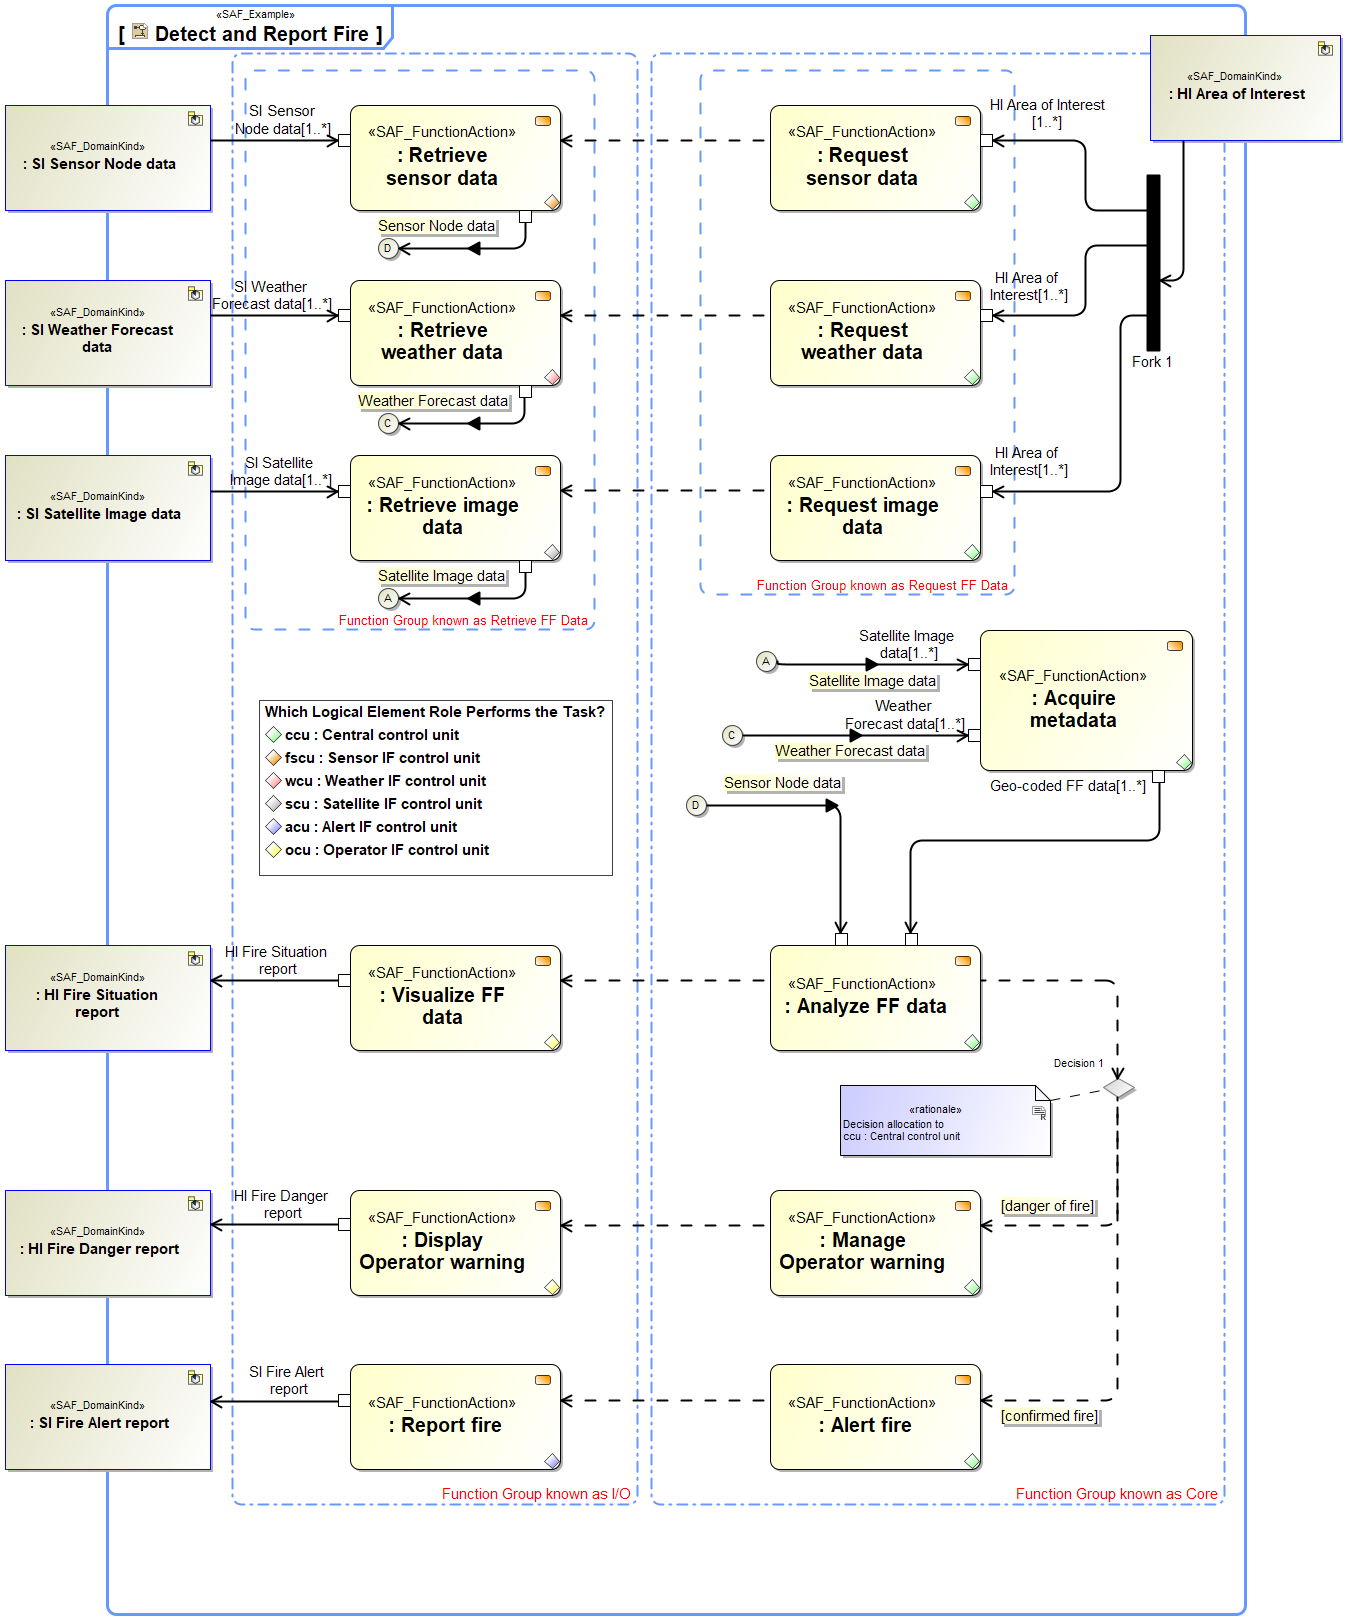 «SAF_Example»
[ Detect and Report Fire ]
«SAF_DomainKind»
: HI Area of Interest
«SAF_DomainKind»
: SI Sensor Node data
SI Sensor
Node data[1..*]
«SAF_FunctionAction»
: Retrieve
sensor data
«SAF_FunctionAction»
: Request
sensor data
HI Area of Interest
[1..*]
Sensor Node data
D
«SAF_DomainKind»
: SI Weather Forecast
data
SI Weather
Forecast data[1..*]
«SAF_FunctionAction»
: Retrieve
weather data
«SAF_FunctionAction»
: Request
weather data
HI Area of
Interest[1..*]
Fork 1
Weather Forecast data
C
«SAF_DomainKind»
: SI Satellite Image data
SI Satellite
Image data[1..*]
«SAF_FunctionAction»
: Retrieve image
data
«SAF_FunctionAction»
: Request image
data
HI Area of
Interest[1..*]
Satellite Image data
A
Function Group known as Retrieve FF Data
Function Group known as Request FF Data
A
Satellite Image
data[1..*]
Satellite Image data
C
Weather
Forecast data[1..*]
Weather Forecast data
«SAF_FunctionAction»
: Acquire
metadata
Geo-coded FF data[1..*]
D
Sensor Node data
Which Logical Element Role Performs the Task?
ccu : Central control unit
fscu : Sensor IF control unit
wcu : Weather IF control unit
scu : Satellite IF control unit
acu : Alert IF control unit
ocu : Operator IF control unit
«SAF_DomainKind»
: HI Fire Situation
report
HI Fire Situation
report
«SAF_FunctionAction»
: Visualize FF
data
«SAF_FunctionAction»
: Analyze FF data
Decision 1
«rationale»
R
Decision allocation to
ccu : Central control unit
«SAF_DomainKind»
: HI Fire Danger report
HI Fire Danger
report
«SAF_FunctionAction»
: Display
Operator warning
«SAF_FunctionAction»
: Manage
Operator warning
[danger of fire]
«SAF_DomainKind»
: SI Fire Alert report
SI Fire Alert
report
«SAF_FunctionAction»
: Report fire
«SAF_FunctionAction»
: Alert fire
[confirmed fire]
Function Group known as I/O
Function Group known as Core